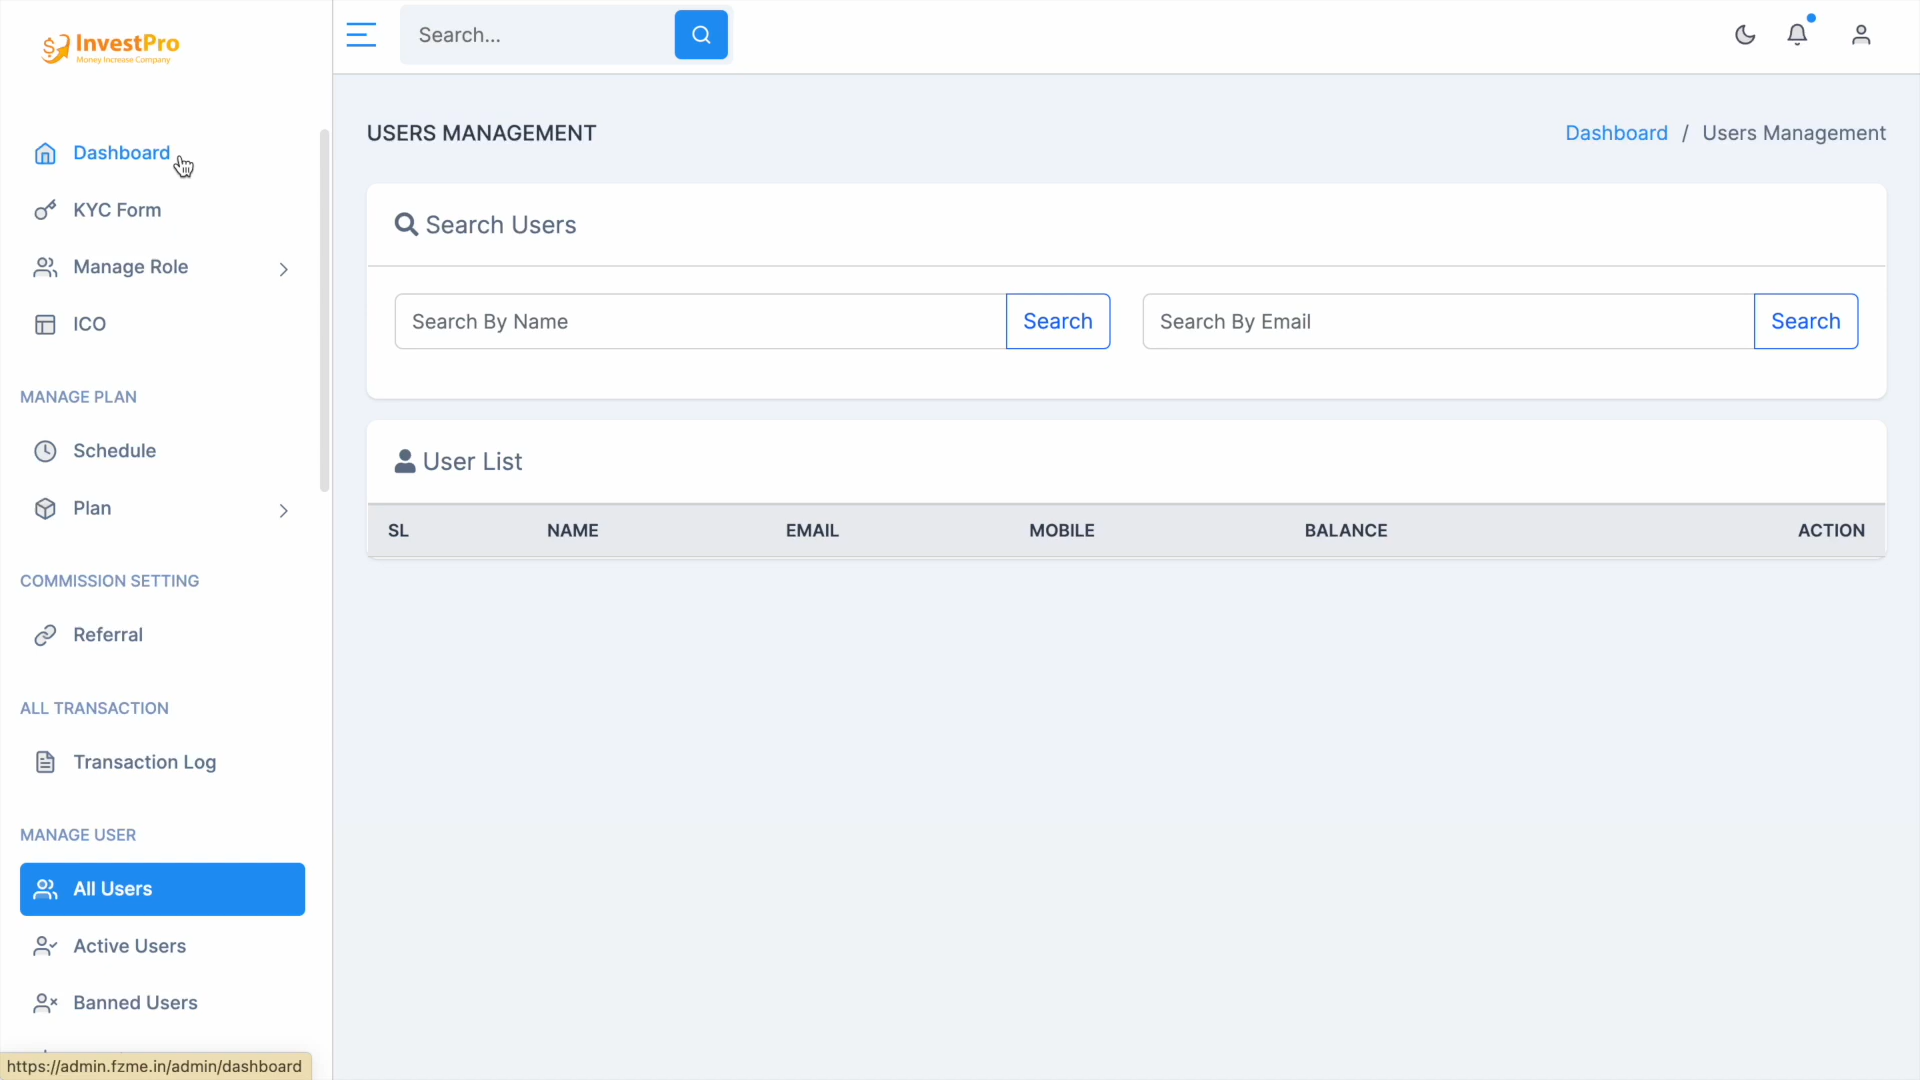 InvestPro
Money Increase Company
Search...
Dashboard
KYC Form
Manage Role
ICO
MANAGE PLAN
Schedule
Plan
COMMISSION SETTING
Referral
ALL TRANSACTION
Transaction Log
MANAGE USER
All Users
Active Users
Banned Users
https://admin.fzme.in/admin/dashboard
USERS MANAGEMENT
Dashboard / Users Management
Search Users
Search By Name Search Search By Email Search
User List
SL NAME EMAIL MOBILE BALANCE ACTION